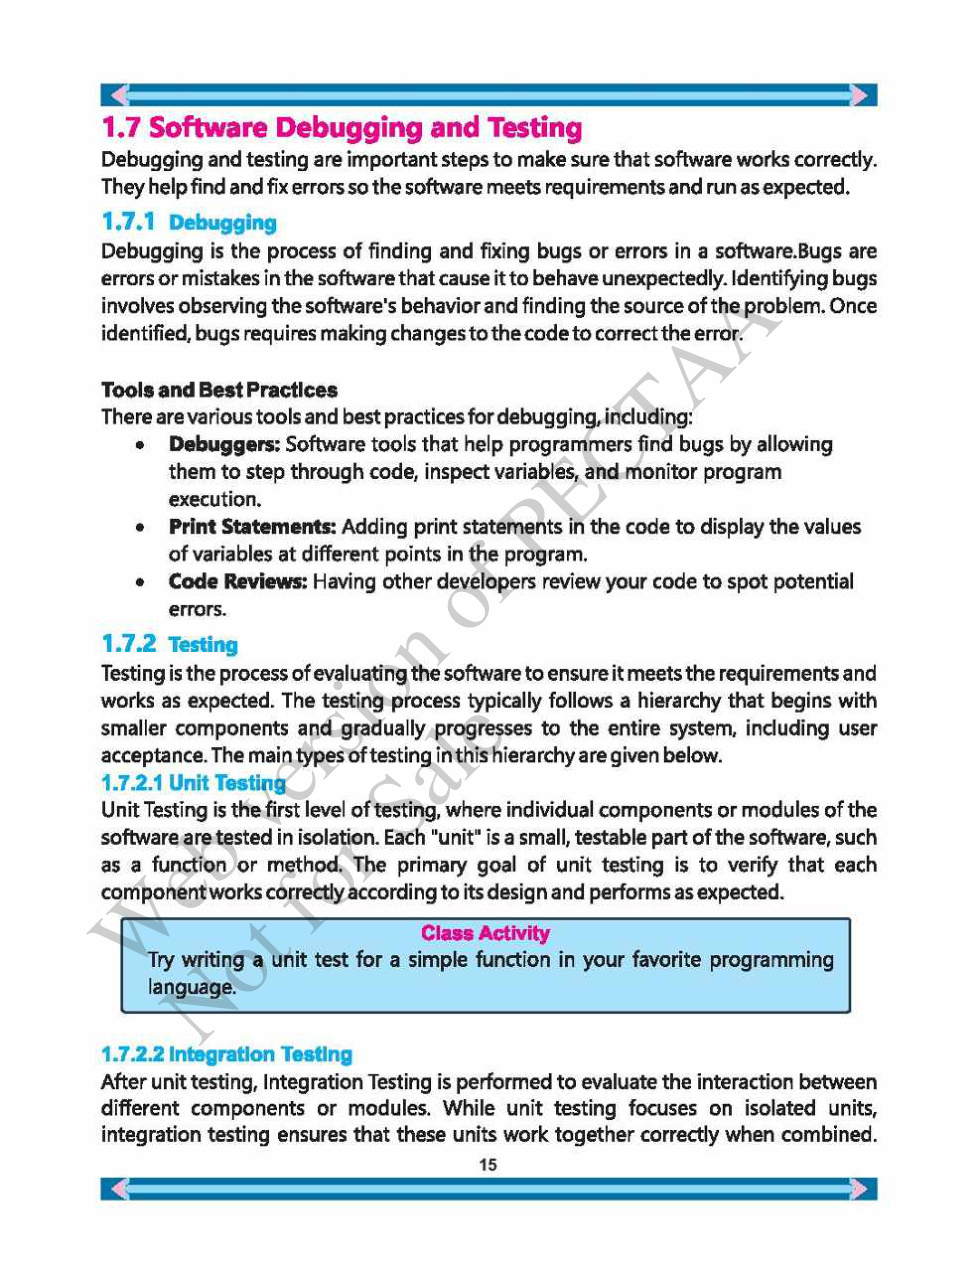 1.7 Software Debugging and Testing
Debugging and testing are important steps to make sure that software works correctly.
They help find and fix errors so the software meets requirements and run as expected.
1.7.1 Debugging
Debugging is the process of finding and fixing bugs or errors in a software.Bugs are
errors or mistakes in the software that cause it to behave unexpectedly. Identifying bugs
involves observing the software's behavior and finding the source of the problem. Once
identified, bugs requires making changes to the code to correct the error.
Tools and Best Practices
There are various tools and best practices for debugging, including:
• Debuggers: Software tools that help programmers find bugs by allowing
them to step through code, inspect variables, and monitor program
execution.
• Print Statements: Adding print statements in the code to display the values
of variables at different points in the program.
• Code Reviews: Having other developers review your code to spot potential
errors.
1.7.2 Testing
Testing is the process of evaluating the software to ensure it meets the requirements and
works as expected. The testing process typically follows a hierarchy that begins with
smaller components and gradually progresses to the entire system, including user
acceptance. The main types of testing in this hierarchy are given below.
1.7.2.1 Unit Testing
Unit Testing is the first level of testing, where individual components or modules of the
software are tested in isolation. Each "unit" is a small, testable part of the software, such
as a function or method. The primary goal of unit testing is to verify that each
component works correctly according to its design and performs as expected.
Class Activity
Try writing a unit test for a simple function in your favorite programming
language.
1.7.2.2 Integration Testing
After unit testing, Integration Testing is performed to evaluate the interaction between
different components or modules. While unit testing focuses on isolated units,
integration testing ensures that these units work together correctly when combined.
15
Web version of PECTAA
Not for Sale